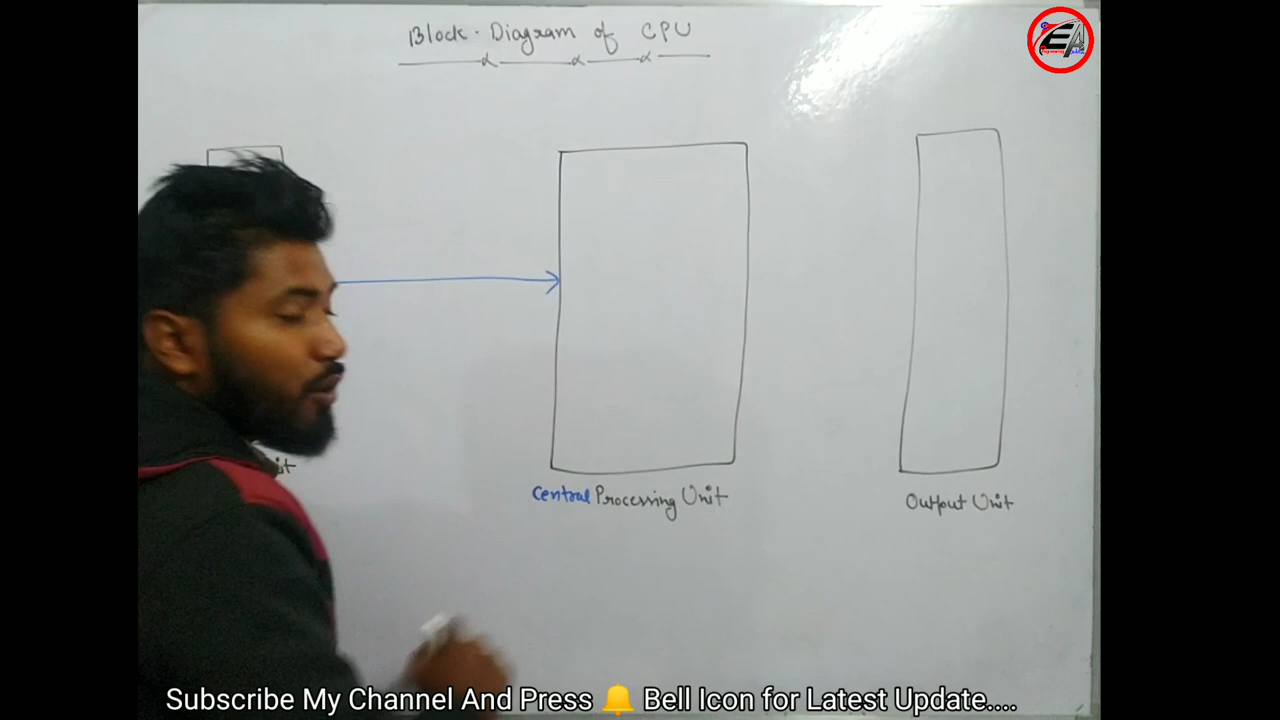 Block Diagram of CPU
EA
Central Processing Unit
Output Unit
Subscribe My Channel And Press 🔔 Bell Icon for Latest Update....